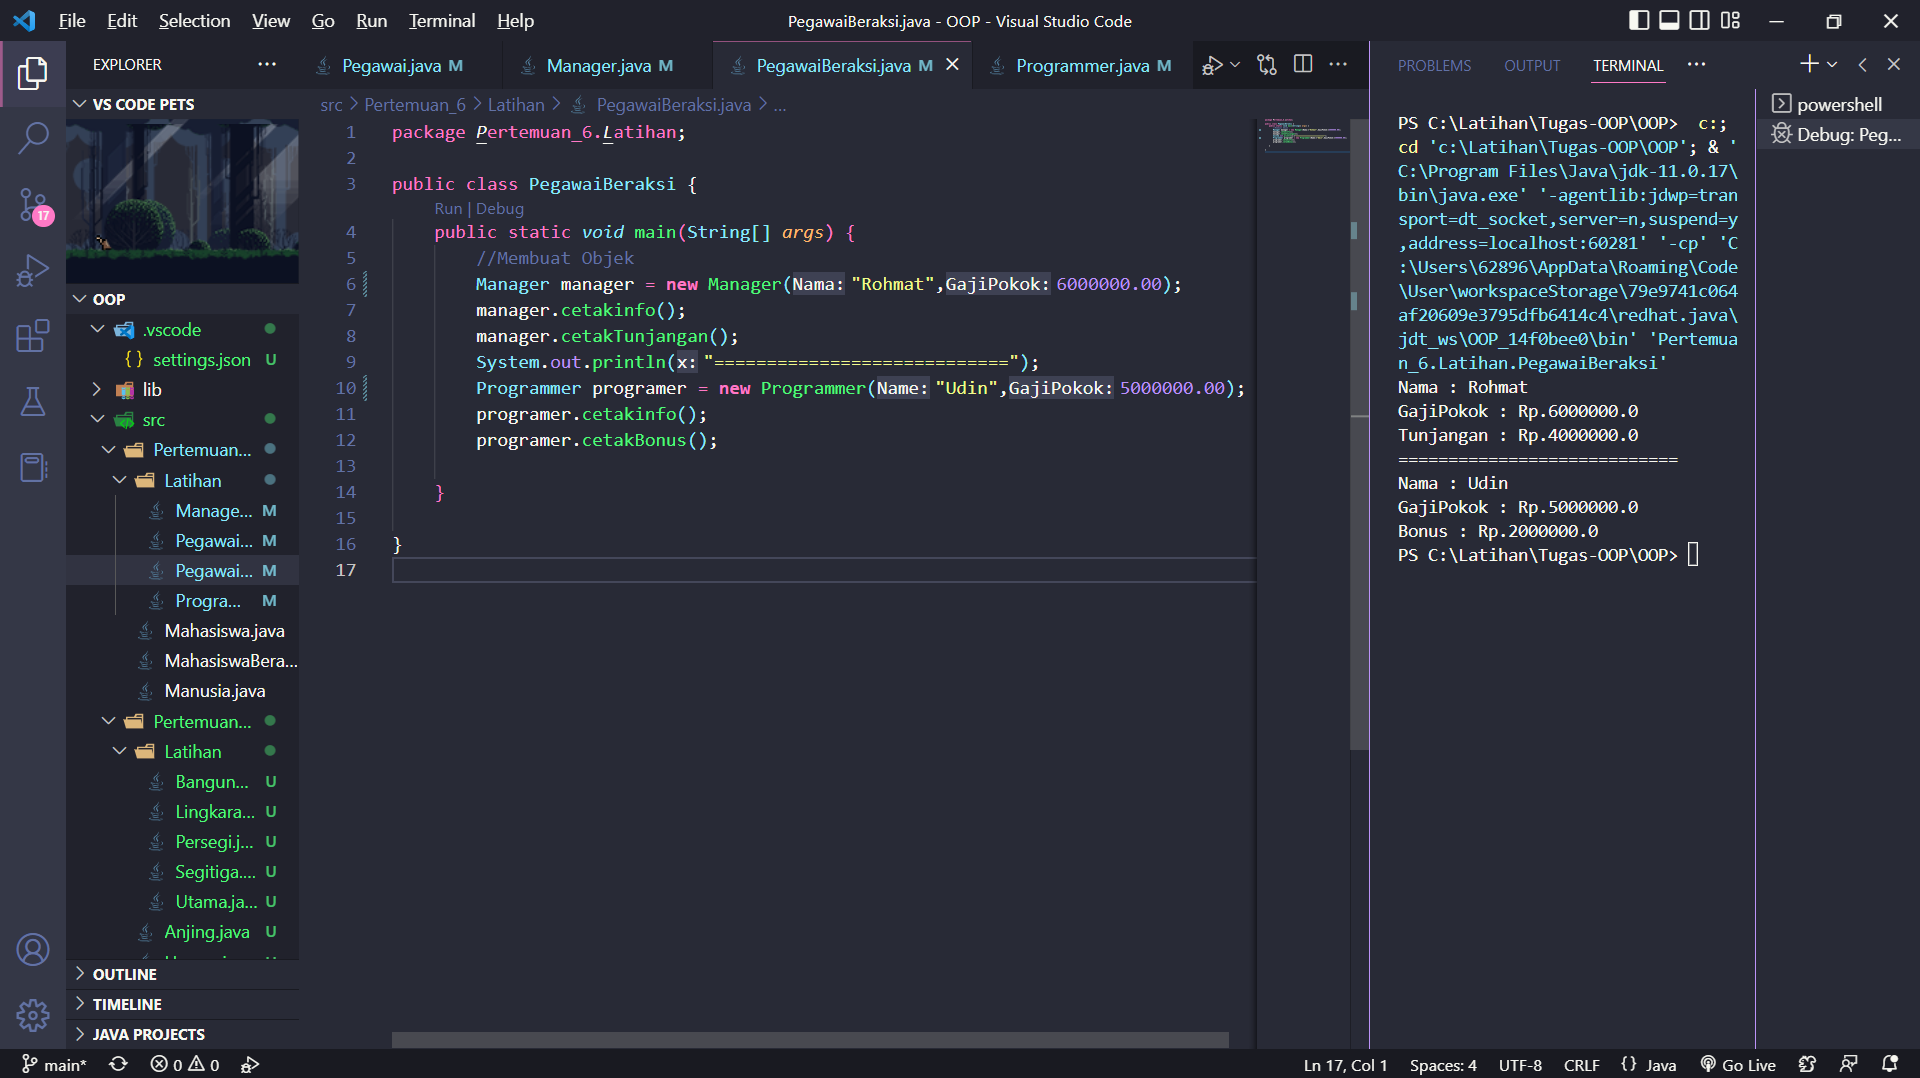 File Edit Selection View Go Run Terminal Help
PegawaiBeraksi.java - OOP - Visual Studio Code
EXPLORER ...
VS CODE PETS
17
OOP
.vscode
{} settings.json U
lib
src
Pertemuan...
Latihan
Manage... M
Pegawai... M
Pegawai... M
Progra... M
Mahasiswa.java
MahasiswaBera...
Manusia.java
Pertemuan...
Latihan
Bangun... U
Lingkara... U
Persegi.j... U
Segitiga.... U
Utama.ja... U
Anjing.java U
OUTLINE
TIMELINE
JAVA PROJECTS
Pegawai.java M
Manager.java M
PegawaiBeraksi.java M
Programmer.java M
src > Pertemuan_6 > Latihan > PegawaiBeraksi.java > ...
1 package Pertemuan_6.Latihan;
2
3 public class PegawaiBeraksi {
Run | Debug
4 public static void main(String[] args) {
5 //Membuat Objek
6 Manager manager = new Manager(Nama: "Rohmat",GajiPokok: 6000000.00);
7 manager.cetakinfo();
8 manager.cetakTunjangan();
9 System.out.println(x: "============================");
10 Programmer programer = new Programmer(Name: "Udin",GajiPokok: 5000000.00);
11 programer.cetakinfo();
12 programer.cetakBonus();
13
14 }
15
16 }
17
PROBLEMS OUTPUT TERMINAL ...
PS C:\Latihan\Tugas-OOP\OOP>  c:;
cd 'c:\Latihan\Tugas-OOP\OOP'; & '
C:\Program Files\Java\jdk-11.0.17\
bin\java.exe' '-agentlib:jdwp=tran
sport=dt_socket,server=n,suspend=y
,address=localhost:60281' '-cp' 'C
:\Users\62896\AppData\Roaming\Code
\User\workspaceStorage\79e9741c064
af20609e3795dfb6414c4\redhat.java\
jdt_ws\OOP_14f0bee0\bin' 'Pertemua
n_6.Latihan.PegawaiBeraksi'
Nama : Rohmat
GajiPokok : Rp.6000000.0
Tunjangan : Rp.4000000.0
============================
Nama : Udin
GajiPokok : Rp.5000000.0
Bonus : Rp.2000000.0
PS C:\Latihan\Tugas-OOP\OOP>
powershell
Debug: Peg...
main* 0 0
Ln 17, Col 1 Spaces: 4 UTF-8 CRLF {} Java Go Live